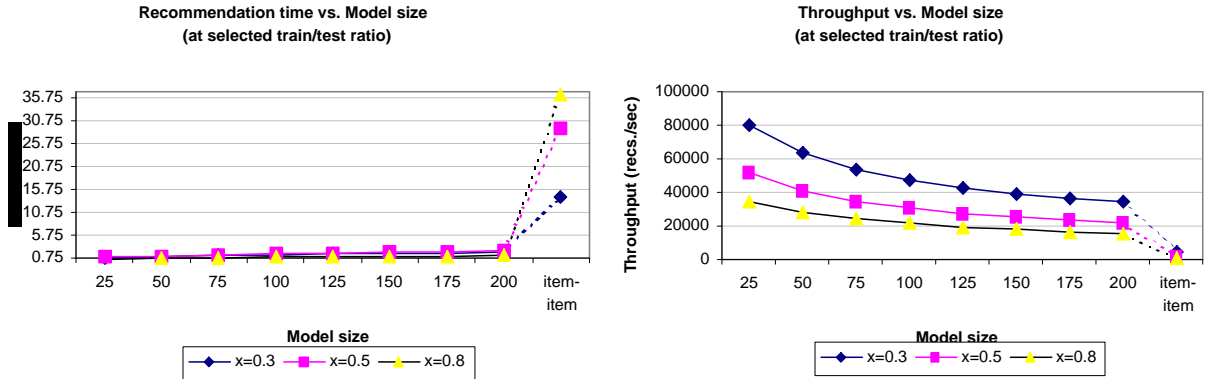 Recommendation time vs. Model size
(at selected train/test ratio)
35.75
30.75
25.75
20.75
15.75
10.75
5.75
0.75
25 50 75 100 125 150 175 200 item-
item
Model size
x=0.3 x=0.5 x=0.8
Throughput vs. Model size
(at selected train/test ratio)
Throughput (recs./sec)
100000
80000
60000
40000
20000
0
25 50 75 100 125 150 175 200 item-
item
Model size
x=0.3 x=0.5 x=0.8